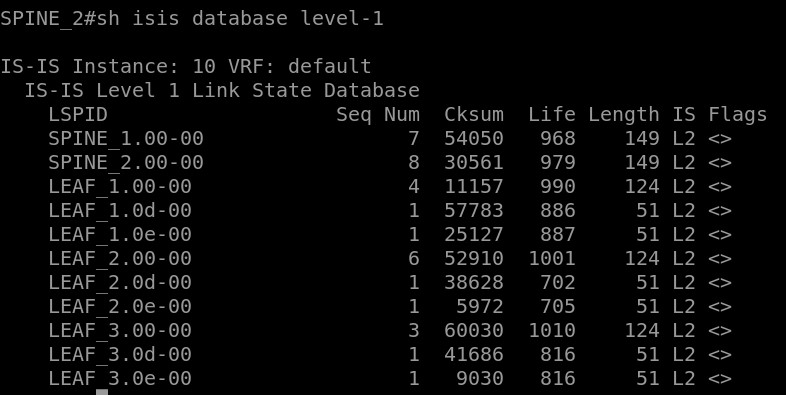 SPINE_2#sh isis database level-1
IS-IS Instance: 10 VRF: default
IS-IS Level 1 Link State Database
LSPID Seq Num Cksum Life Length IS Flags
SPINE_1.00-00 7 54050 968 149 L2 <>
SPINE_2.00-00 8 30561 979 149 L2 <>
LEAF_1.00-00 4 11157 990 124 L2 <>
LEAF_1.0d-00 1 57783 886 51 L2 <>
LEAF_1.0e-00 1 25127 887 51 L2 <>
LEAF_2.00-00 6 52910 1001 124 L2 <>
LEAF_2.0d-00 1 38628 702 51 L2 <>
LEAF_2.0e-00 1 5972 705 51 L2 <>
LEAF_3.00-00 3 60030 1010 124 L2 <>
LEAF_3.0d-00 1 41686 816 51 L2 <>
LEAF_3.0e-00 1 9030 816 51 L2 <>